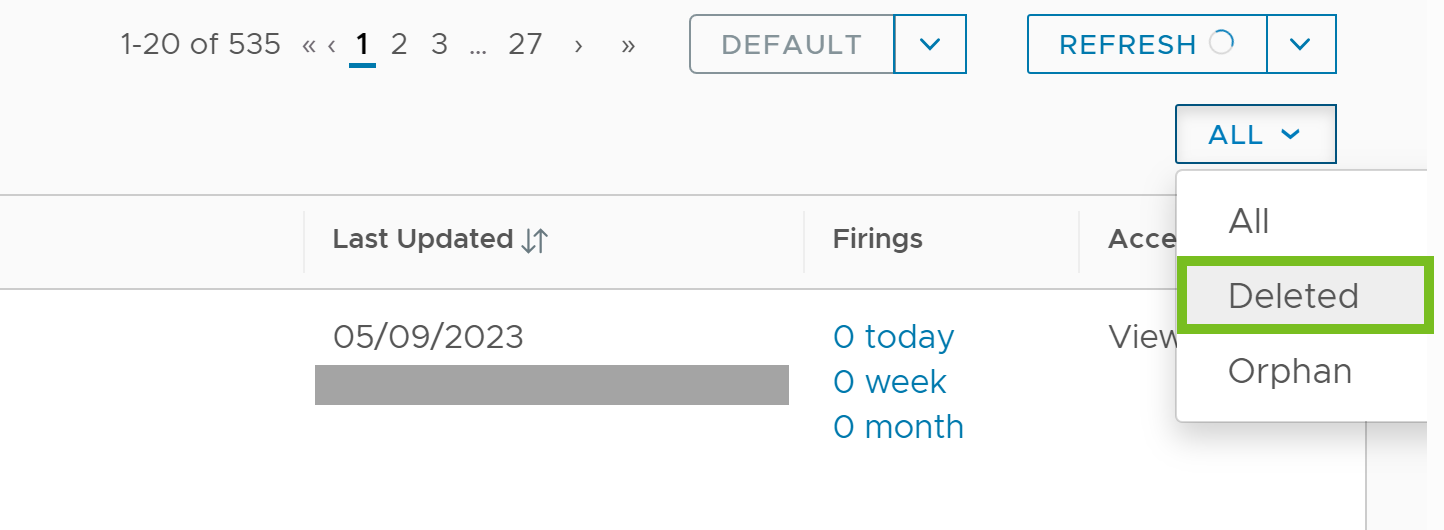 1-20 of 535 « ‹ 1 2 3 ... 27 › » DEFAULT REFRESH
ALL
All
Last Updated Firings Acce
Deleted
05/09/2023 0 today View
0 week
Orphan
0 month